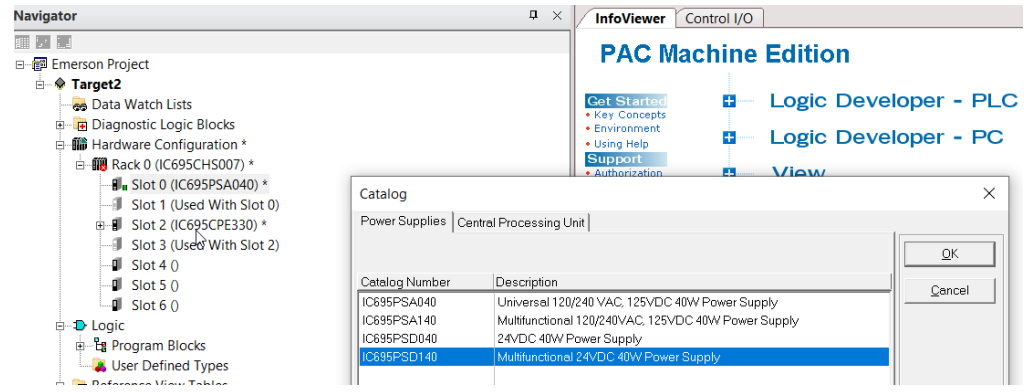 Navigator
Emerson Project
Target2
Data Watch Lists
Diagnostic Logic Blocks
Hardware Configuration *
Rack 0 (IC695CHS007) *
Slot 0 (IC695PSA040) *
Slot 1 (Used With Slot 0)
Slot 2 (IC695CPE330) *
Slot 3 (Used With Slot 2)
Slot 4 ()
Slot 5 ()
Slot 6 ()
Logic
Program Blocks
User Defined Types
Reference View Tables
InfoViewer Control I/O
PAC Machine Edition
Get Started
Key Concepts
Environment
Using Help
Support
Authorization
Logic Developer - PLC
Logic Developer - PC
View
Catalog
Power Supplies Central Processing Unit
Catalog Number Description
IC695PSA040 Universal 120/240 VAC, 125VDC 40W Power Supply
IC695PSA140 Multifunctional 120/240VAC, 125VDC 40W Power Supply
IC695PSD040 24VDC 40W Power Supply
IC695PSD140 Multifunctional 24VDC 40W Power Supply
OK
Cancel